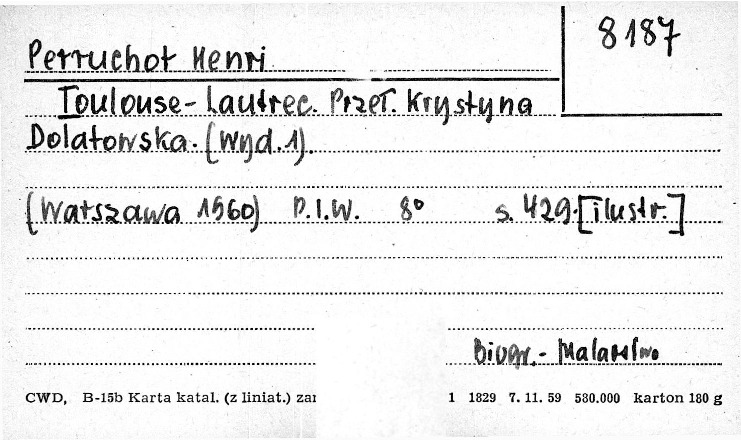 8187
Perruchot Henri
Toulouse-Lautrec. Przeł. Krystyna
Dolatowska. (Wyd. 1).
(Warszawa 1960) P.I.W. 8° s. 429. [ilustr.]
Biogr. - Malarstwo
CWD, B-15b Karta katal. (z liniat.) 1 1829 7. 11. 59 580.000 karton 180 g